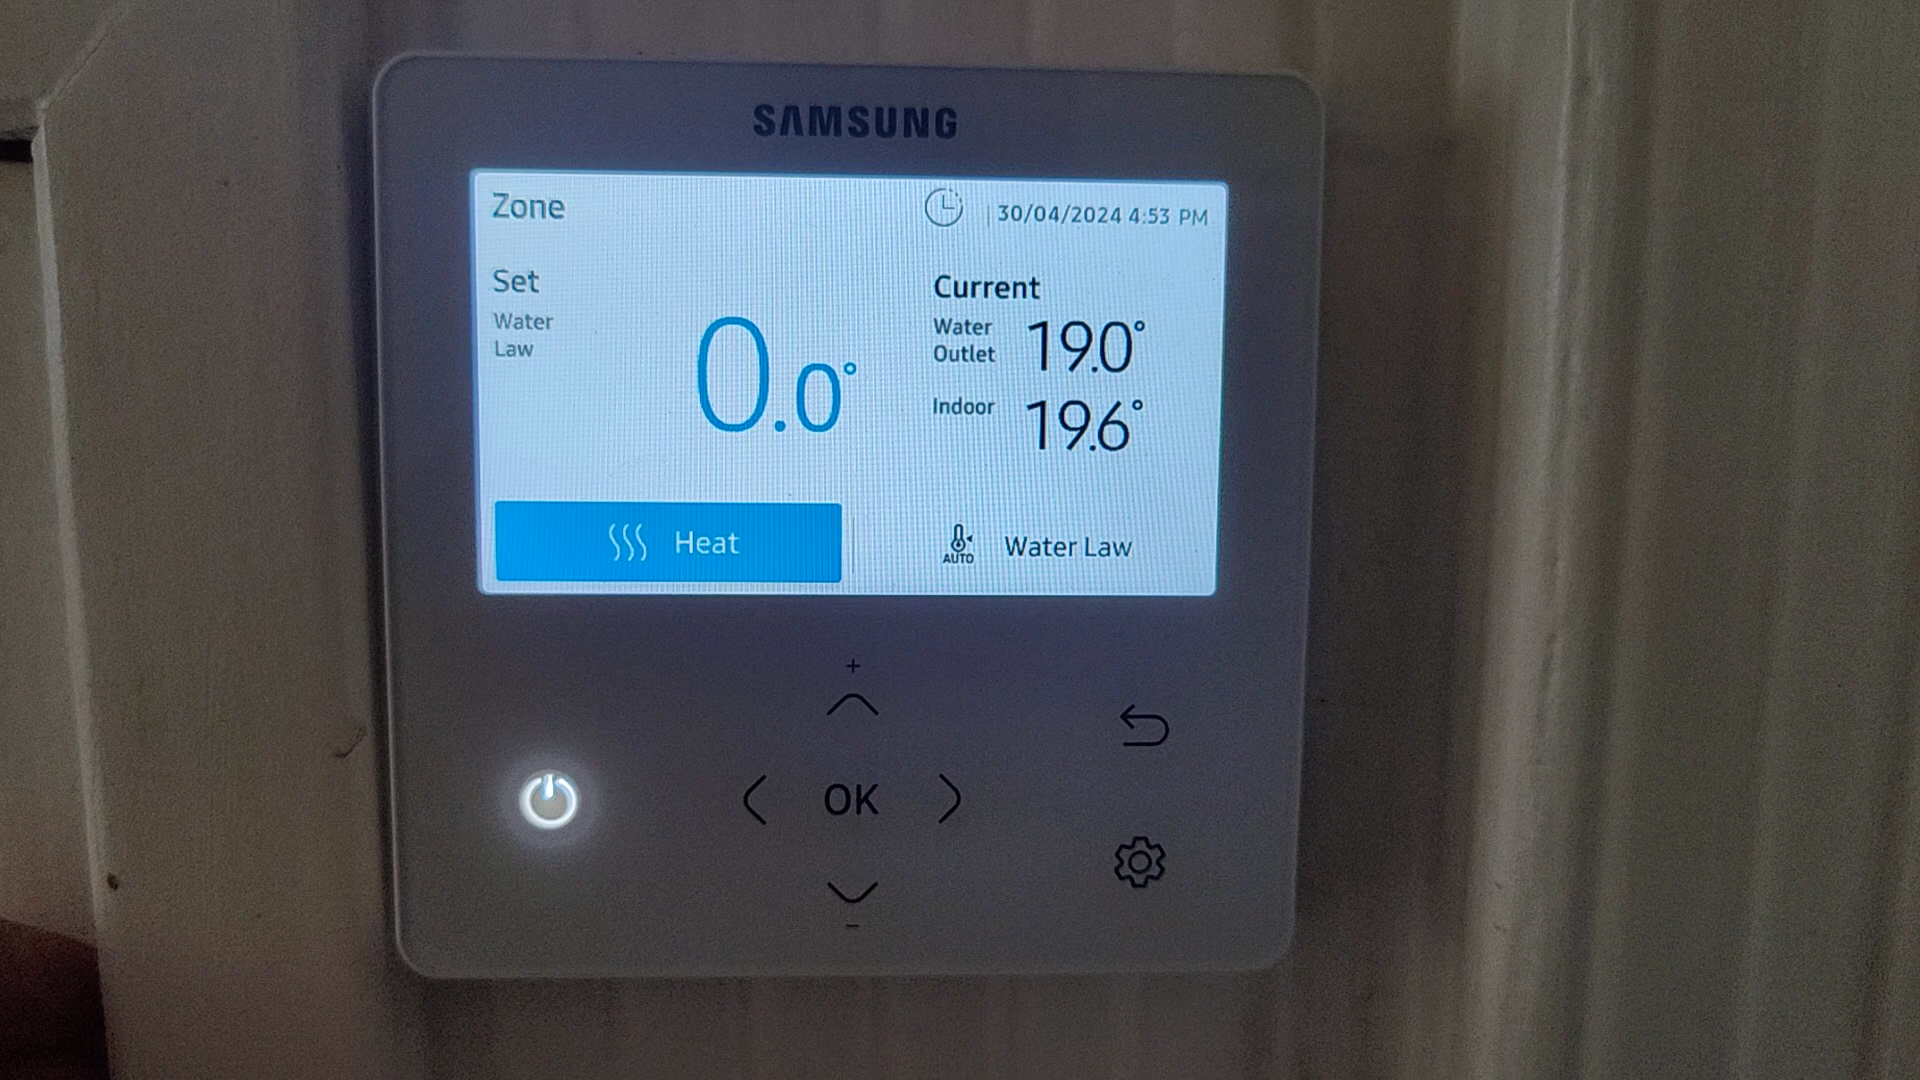 SAMSUNG
Zone
30/04/2024 4:53 PM
Set
Water
Law
0.0°
Current
Water
Outlet
19.0°
Indoor
19.6°
Heat
AUTO
Water Law
+
OK
-